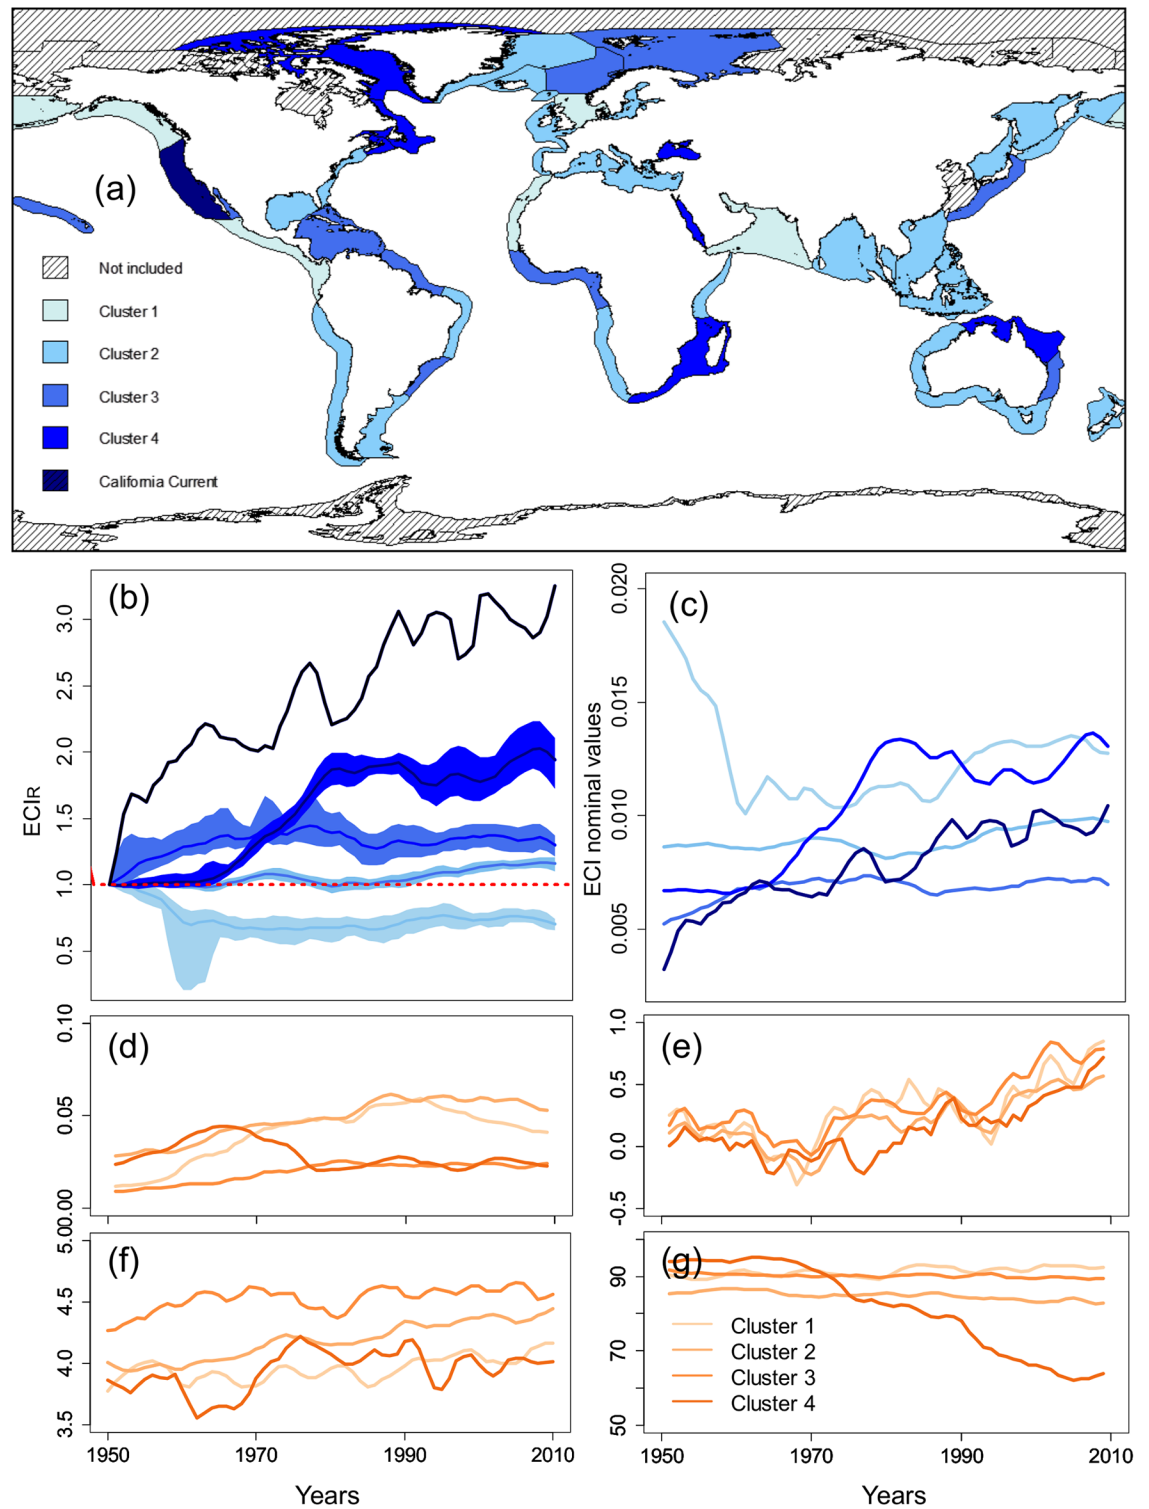 (a)
Not included
Cluster 1
Cluster 2
Cluster 3
Cluster 4
California Current
(b)
ECIR
3.0
2.5
2.0
1.5
1.0
0.5
(c)
ECI nominal values
0.020
0.015
0.010
0.005
(d)
0.10
0.05
0.00
(e)
1.0
0.5
0.0
-0.5
(f)
5.0
4.5
4.0
3.5
1950
1970
1990
2010
Years
(g)
90
70
50
Cluster 1
Cluster 2
Cluster 3
Cluster 4
1950
1970
1990
2010
Years